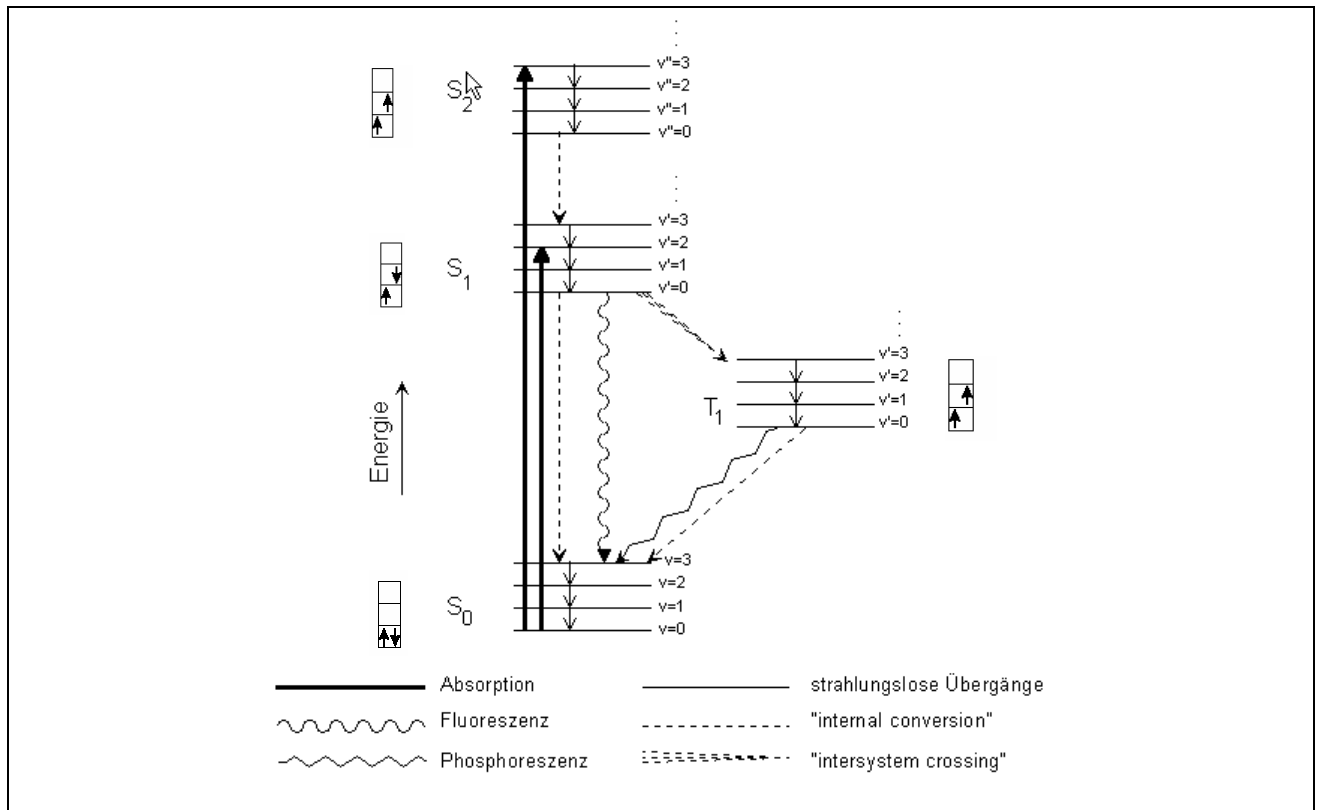 v"=3
S2
v"=2
v"=1
v"=0
v'=3
v'=2
S1
v'=1
v'=0
v'=3
v'=2
T1
v'=1
v'=0
Energie
v=3
v=2
S0
v=1
v=0
Absorption
strahlungslose Übergänge
Fluoreszenz
"internal conversion"
Phosphoreszenz
"intersystem crossing"